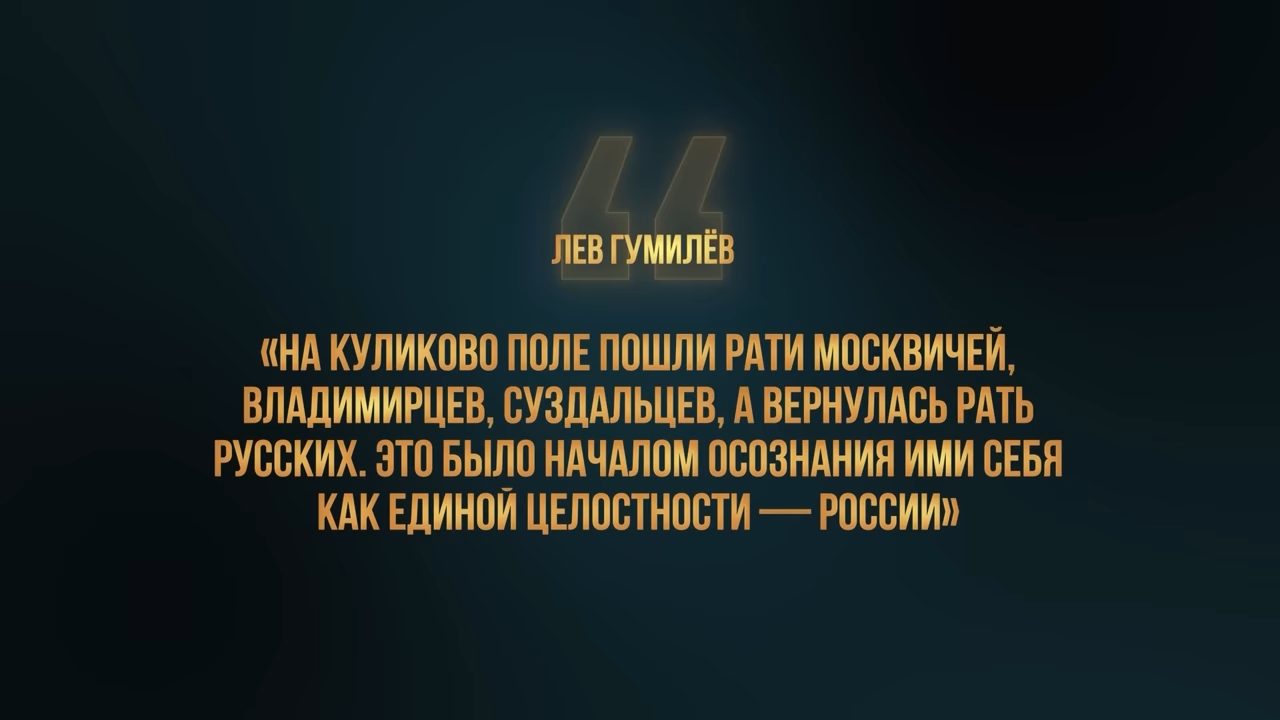 ЛЕВ ГУМИЛЁВ
«НА КУЛИКОВО ПОЛЕ ПОШЛИ РАТИ МОСКВИЧЕЙ,
ВЛАДИМИРЦЕВ, СУЗДАЛЬЦЕВ, А ВЕРНУЛАСЬ РАТЬ
РУССКИХ. ЭТО БЫЛО НАЧАЛОМ ОСОЗНАНИЯ ИМИ СЕБЯ
КАК ЕДИНОЙ ЦЕЛОСТНОСТИ — РОССИИ»